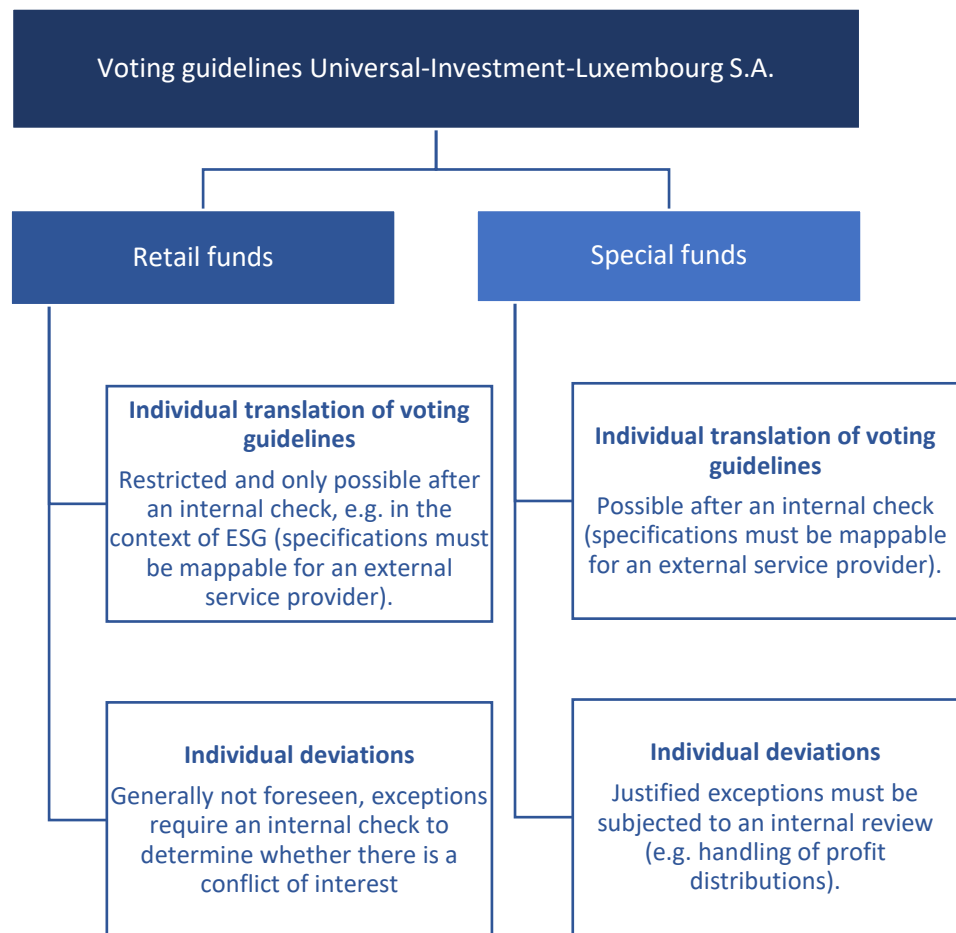 Voting guidelines Universal-Investment-Luxembourg S.A.
Retail funds
Individual translation of voting
guidelines
Restricted and only possible after
an internal check, e.g. in the
context of ESG (specifications must
be mappable for an external
service provider).
Individual deviations
Generally not foreseen, exceptions
require an internal check to
determine whether there is a
conflict of interest
Special funds
Individual translation of voting
guidelines
Possible after an internal check
(specifications must be mappable
for an external service provider).
Individual deviations
Justified exceptions must be
subjected to an internal review
(e.g. handling of profit
distributions).